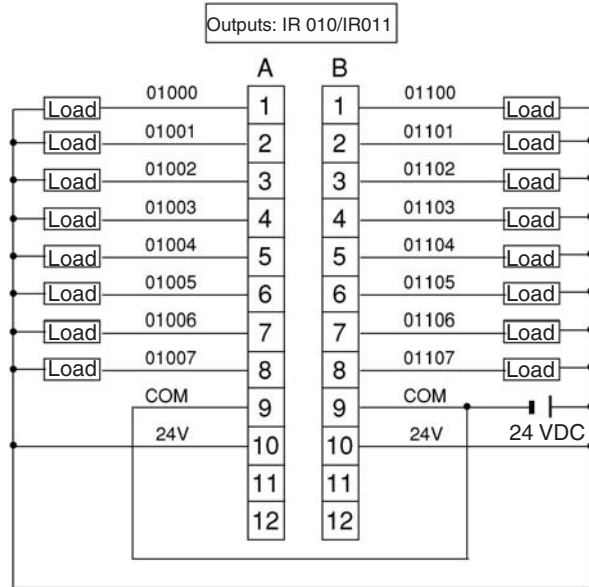 Outputs: IR 010/IR011
A B
01000 01100
Load 1 1 Load
01001 01101
Load 2 2 Load
01002 01102
Load 3 3 Load
01003 01103
Load 4 4 Load
01004 01104
Load 5 5 Load
01005 01105
Load 6 6 Load
01006 01106
Load 7 7 Load
01007 01107
Load 8 8 Load
COM 9 9 COM
24V 10 10 24V 24 VDC
11 11
12 12